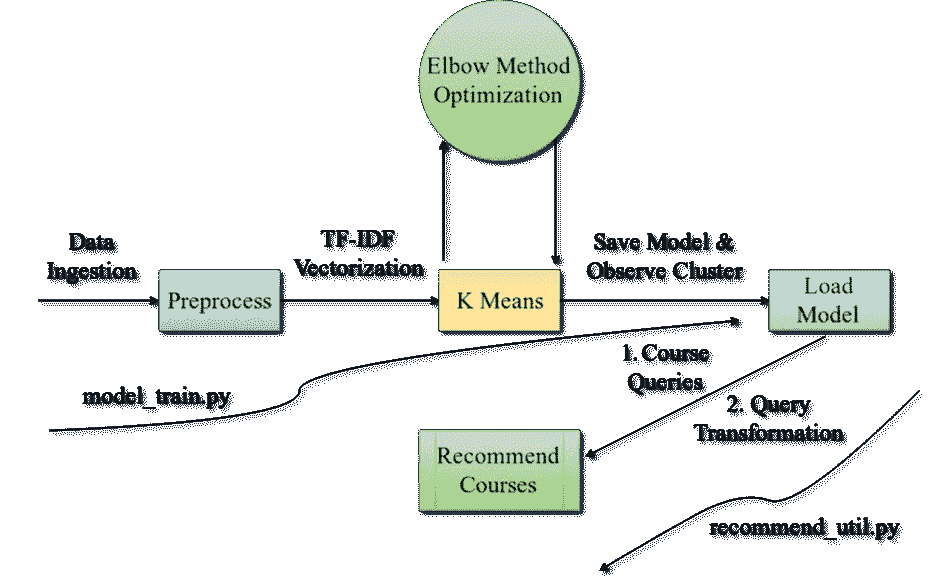 Elbow Method
Optimization
Data
Ingestion
TF-IDF
Vectorization
Save Model &
Observe Cluster
Preprocess
K Means
Load
Model
1. Course
Queries
model_train.py
2. Query
Transformation
Recommend
Courses
recommend_util.py